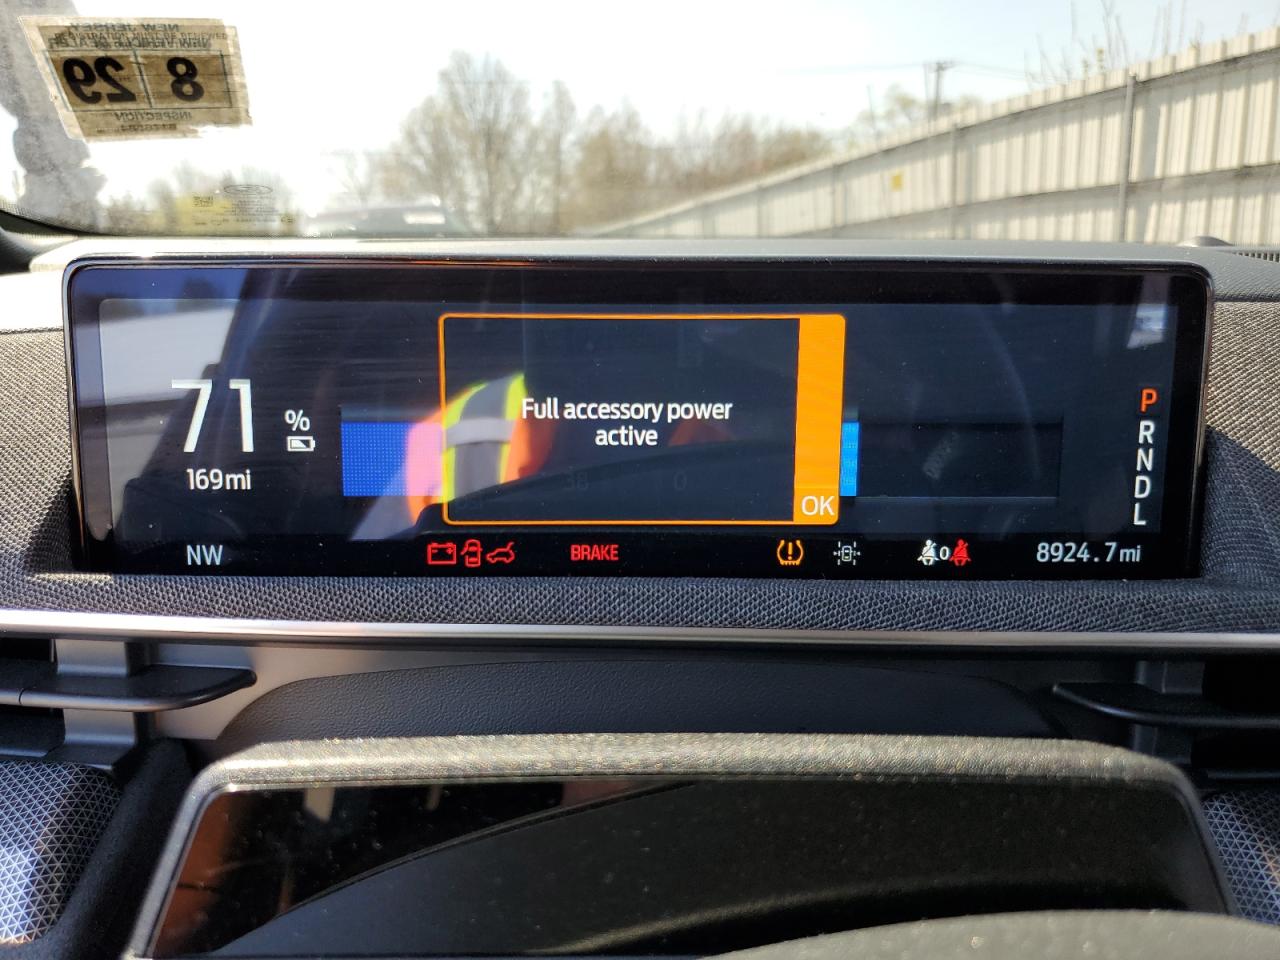 NEW JERSEY
8 29
INSPECTION
71 %
169mi
Full accessory power
active
OK
P
R
N
D
L
NW
BRAKE
0
8924.7mi